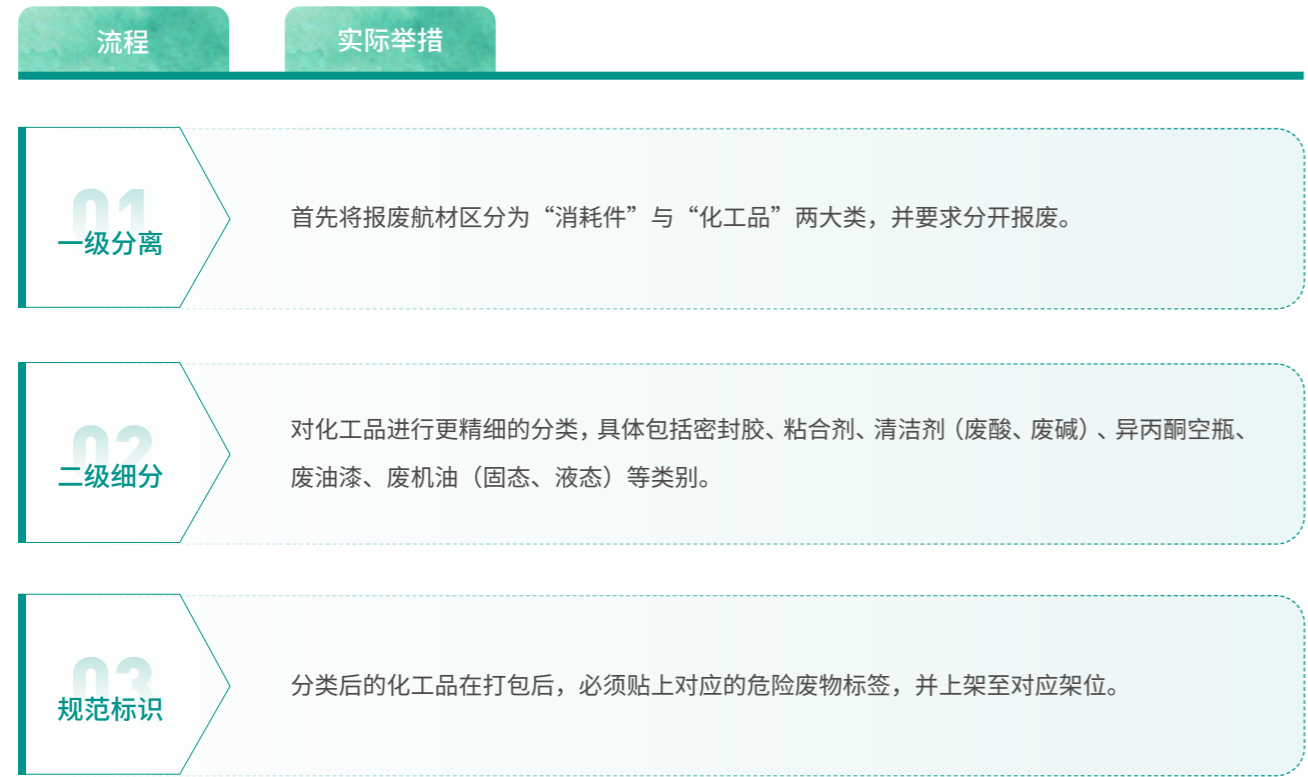 流程
实际举措
01
一级分离
首先将报废航材区分为“消耗件”与“化工品”两大类，并要求分开报废。
02
二级细分
对化工品进行更精细的分类，具体包括密封胶、粘合剂、清洁剂（废酸、废碱）、异丙酮空瓶、
废油漆、废机油（固态、液态）等类别。
03
规范标识
分类后的化工品在打包后，必须贴上对应的危险废物标签，并上架至对应架位。